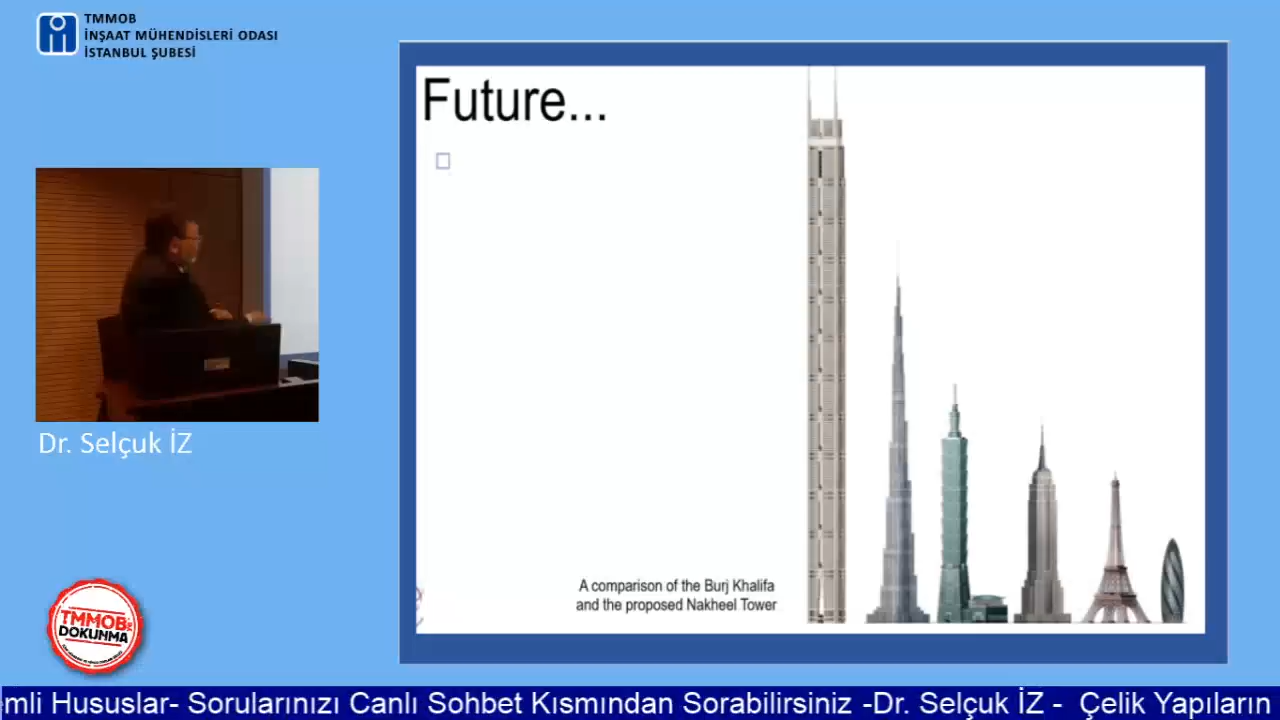 TMMOB
İNŞAAT MÜHENDİSLERİ ODASI
İSTANBUL ŞUBESİ
Future...
A comparison of the Burj Khalifa
and the proposed Nakheel Tower
Dr. Selçuk İZ
TMMOB
DOKUNMA
emli Hususlar- Sorularınızı Canlı Sohbet Kısmından Sorabilirsiniz -Dr. Selçuk İZ - Çelik Yapıların